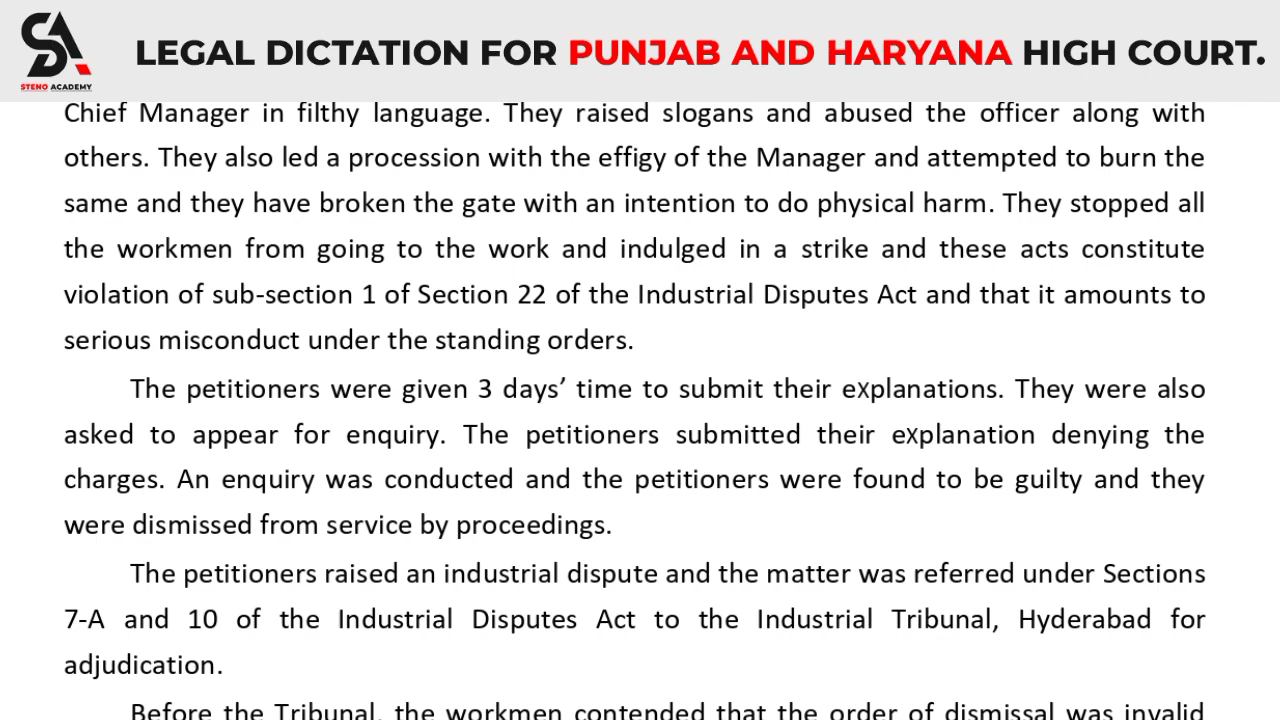 STENO ACADEMY
LEGAL DICTATION FOR PUNJAB AND HARYANA HIGH COURT.
Chief Manager in filthy language. They raised slogans and abused the officer along with
others. They also led a procession with the effigy of the Manager and attempted to burn the
same and they have broken the gate with an intention to do physical harm. They stopped all
the workmen from going to the work and indulged in a strike and these acts constitute
violation of sub-section 1 of Section 22 of the Industrial Disputes Act and that it amounts to
serious misconduct under the standing orders.
The petitioners were given 3 days’ time to submit their eXplanations. They were also
asked to appear for enquiry. The petitioners submitted their eXplanation denying the
charges. An enquiry was conducted and the petitioners were found to be guilty and they
were dismissed from service by proceedings.
The petitioners raised an industrial dispute and the matter was referred under Sections
7-A and 10 of the Industrial Disputes Act to the Industrial Tribunal, Hyderabad for
adjudication.
Before the Tribunal, the workmen contended that the order of dismissal was invalid